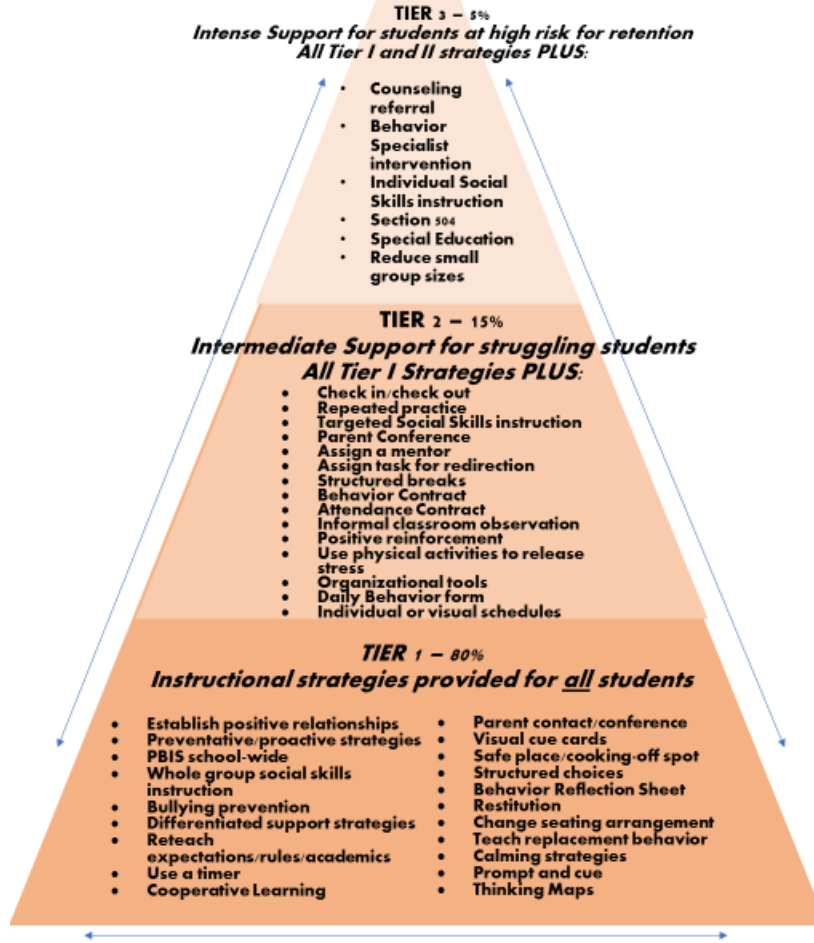 TIER 3 – 5%
Intense Support for students at high risk for retention
All Tier I and II strategies PLUS:
• Counseling
referral
• Behavior
Specialist
intervention
• Individual Social
Skills instruction
• Section 504
• Special Education
• Reduce small
group sizes
TIER 2 – 15%
Intermediate Support for struggling students
All Tier I Strategies PLUS:
• Check in/check out
• Repeated practice
• Targeted Social Skills instruction
• Parent Conference
• Assign a mentor
• Assign task for redirection
• Structured breaks
• Behavior Contract
• Attendance Contract
• Informal classroom observation
• Positive reinforcement
• Use physical activities to release
stress
• Organizational tools
• Daily Behavior form
• Individual or visual schedules
TIER 1 – 80%
Instructional strategies provided for all students
• Establish positive relationships
• Preventative/proactive strategies
• PBIS school-wide
• Whole group social skills
instruction
• Bullying prevention
• Differentiated support strategies
• Reteach
expectations/rules/academics
• Use a timer
• Cooperative Learning
• Parent contact/conference
• Visual cue cards
• Safe place/cooking-off spot
• Structured choices
• Behavior Reflection Sheet
• Restitution
• Change seating arrangement
• Teach replacement behavior
• Calming strategies
• Prompt and cue
• Thinking Maps